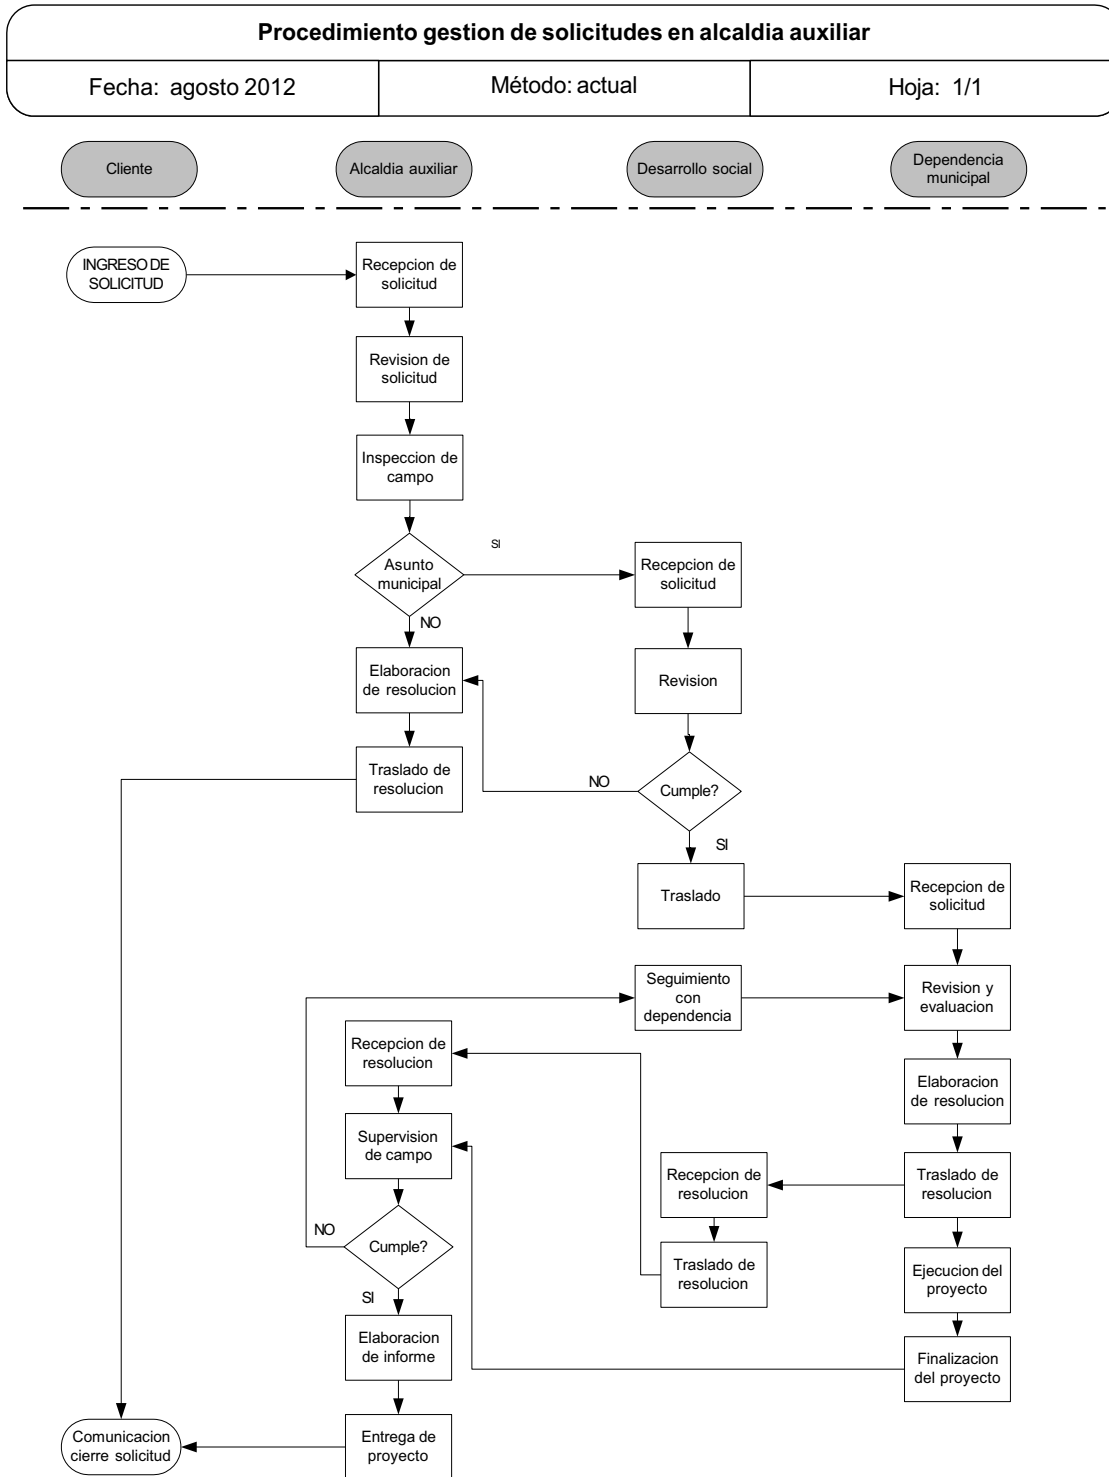 Procedimiento gestion de solicitudes en alcaldia auxiliar
Fecha: agosto 2012
Método: actual
Hoja: 1/1
Cliente
Alcaldia auxiliar
Desarrollo social
Dependencia
municipal
INGRESO DE
SOLICITUD
Recepcion de
solicitud
Revision de
solicitud
Inspeccion de
campo
Asunto
municipal
SI
NO
Recepcion de
solicitud
Elaboracion
de resolucion
Revision
Traslado de
resolucion
NO
Cumple?
SI
Traslado
Recepcion de
solicitud
Seguimiento
con
dependencia
Revision y
evaluacion
Recepcion de
resolucion
Elaboracion
de resolucion
Supervision
de campo
Recepcion de
resolucion
Traslado de
resolucion
NO
Cumple?
SI
Traslado de
resolucion
Ejecucion del
proyecto
Elaboracion
de informe
Finalizacion
del proyecto
Comunicacion
cierre solicitud
Entrega de
proyecto